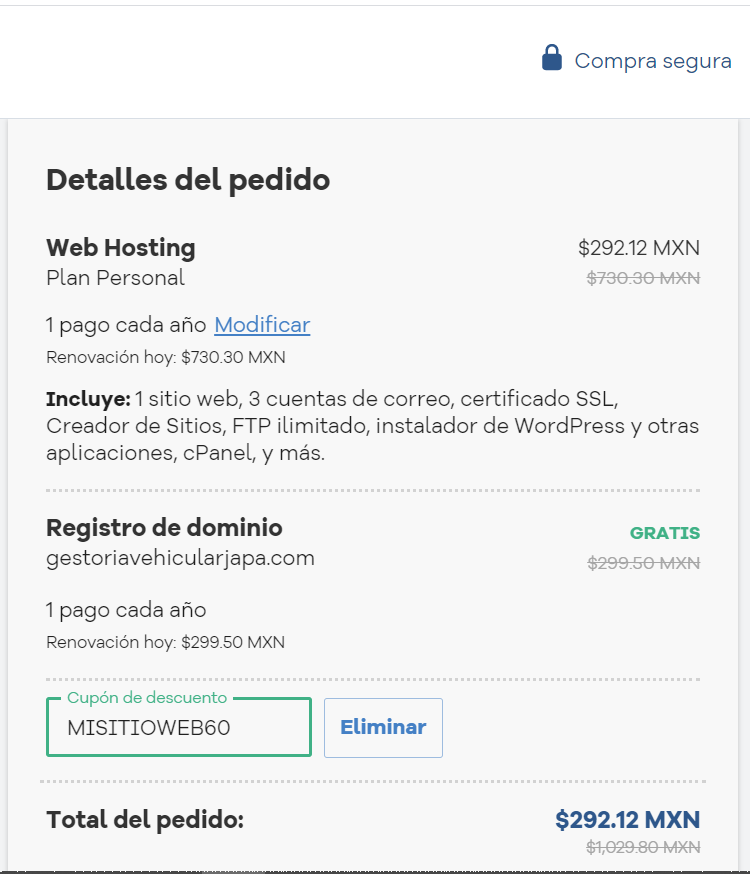 Compra segura
Detalles del pedido
Web Hosting $292.12 MXN
Plan Personal $730.30 MXN
1 pago cada año Modificar
Renovación hoy: $730.30 MXN
Incluye: 1 sitio web, 3 cuentas de correo, certificado SSL,
Creador de Sitios, FTP ilimitado, instalador de WordPress y otras
aplicaciones, cPanel, y más.
Registro de dominio GRATIS
gestoriavehicularjapa.com $299.50 MXN
1 pago cada año
Renovación hoy: $299.50 MXN
Cupón de descuento
MISITIOWEB60 Eliminar
Total del pedido: $292.12 MXN
$1,029.80 MXN